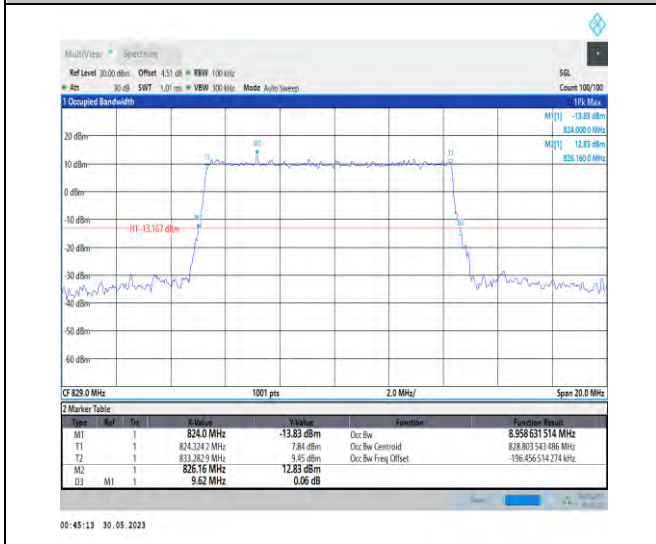 MultiView Spectrum
Ref Level 30.00 dBm Offset 4.51 dB RBW 100 kHz SGL
Att 30 dB SWT 1.01 ms VBW 300 kHz Mode Auto Sweep Count 100/100
1 Occupied Bandwidth 1Pk Max
M1[1] -13.83 dBm
824.000 0 MHz
M2[1] 12.83 dBm
826.160 0 MHz
20 dBm
M2
T1 T2
10 dBm
0 dBm
-10 dBm
M1
H1 -13.167 dBm
-20 dBm
-30 dBm
-40 dBm
-50 dBm
-60 dBm
CF 829.0 MHz 1001 pts 2.0 MHz/ Span 20.0 MHz
2 Marker Table
Type Ref Trc X-Value Y-Value Function Function Result
M1 1 824.0 MHz -13.83 dBm Occ Bw 8.958 631 514 MHz
T1 1 824.324 2 MHz 7.84 dBm Occ Bw Centroid 828.803 543 486 MHz
T2 1 833.282 9 MHz 9.45 dBm Occ Bw Freq Offset -196.456 514 274 kHz
M2 1 826.16 MHz 12.83 dBm
D3 M1 1 9.62 MHz 0.06 dB
00:45:13 30.05.2023